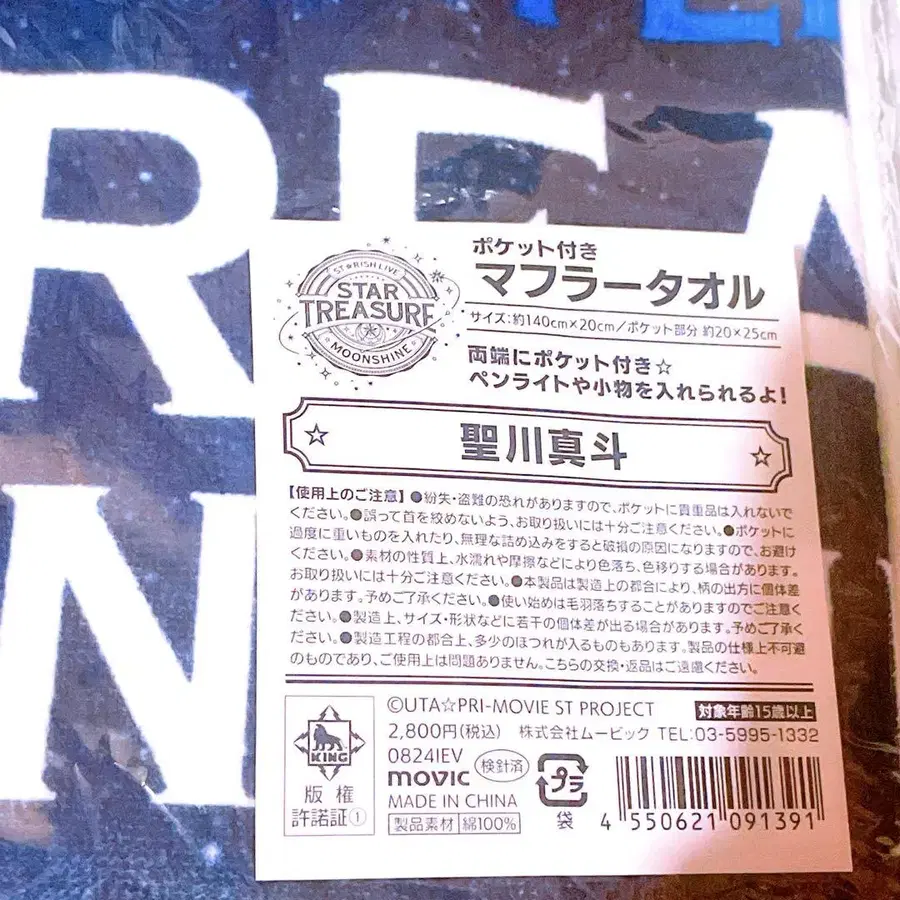 REA
N
ST☆RISH LIVE
STAR
TREASURE
MOONSHINE
ポケット付き
マフラータオル
サイズ:約140cm×20cm/ポケット部分 約20×25cm
両端にポケット付き☆
ペンライトや小物を入れられるよ!
聖川真斗
【使用上のご注意】●紛失・盗難の恐れがありますので、ポケットに貴重品は入れないで
ください。●誤って首を絞めないよう、お取り扱いには十分ご注意ください。●ポケットに
過度に重いものを入れたり、無理な詰め込みをすると破損の原因になりますので、お避け
ください。●素材の性質上、水濡れや摩擦などにより色落ち、色移りする場合があります。
お取り扱いには十分ご注意ください。●本製品は製造上の都合により、柄の出方に個体差
があります。予めご了承ください。●使い始めは毛羽落ちすることがありますのでご注意く
ださい。●製造上、サイズ・形状などに若干の個体差が出る場合があります。予めご了承く
ださい。●製造工程の都合上、多少のほつれが入るものもあります。製品の仕様上不可避
のものであり、ご使用上は問題ありません。こちらの交換・返品はご遠慮ください。
KING
版権
許諾証①
©UTA☆PRI-MOVIE ST PROJECT
対象年齢15歳以上
2,800円(税込) 株式会社ムービック TEL:03-5995-1332
0824IEV
movic
検針済
MADE IN CHINA
製品素材 綿100%
プラ
袋
4 550621 091391